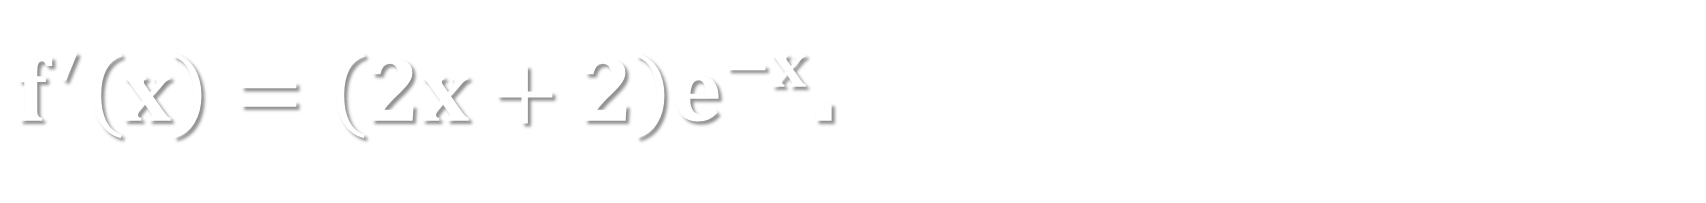 f′(x) = (2x + 2)e⁻ˣ.